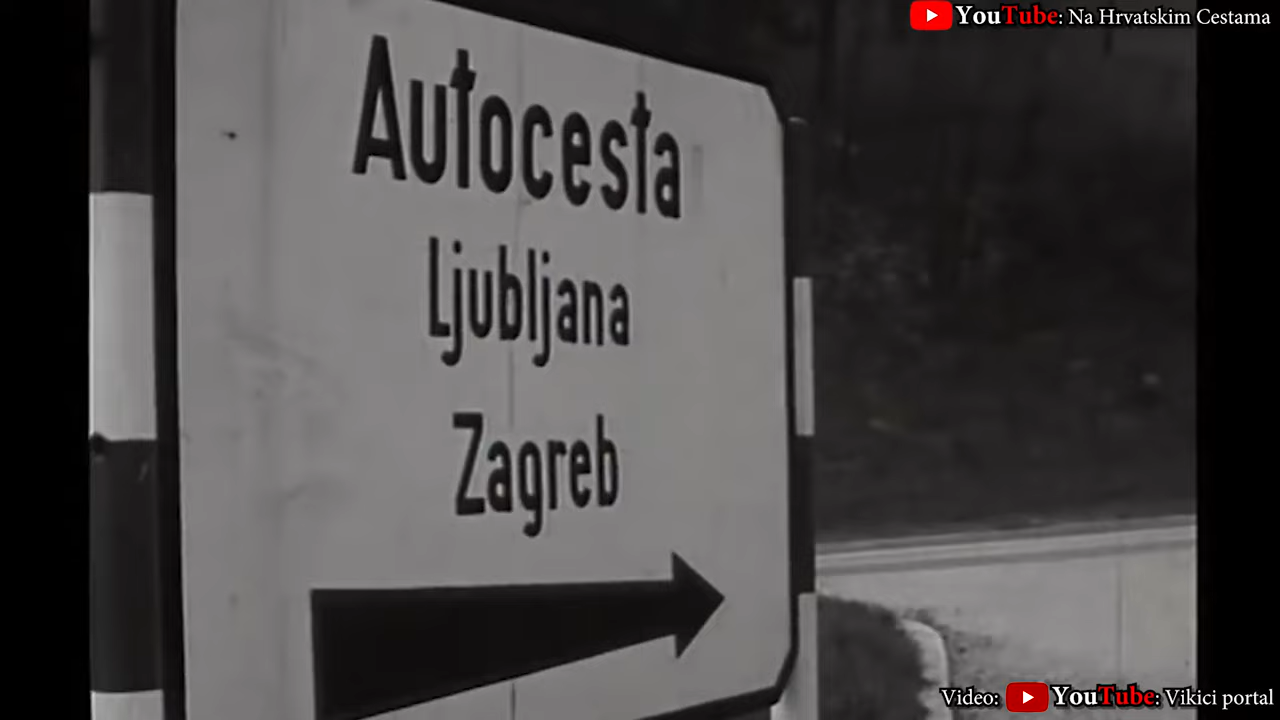 YouTube: Na Hrvatskim Cestama
Autocesta
Ljubljana
Zagreb
Video: YouTube: Vikici portal